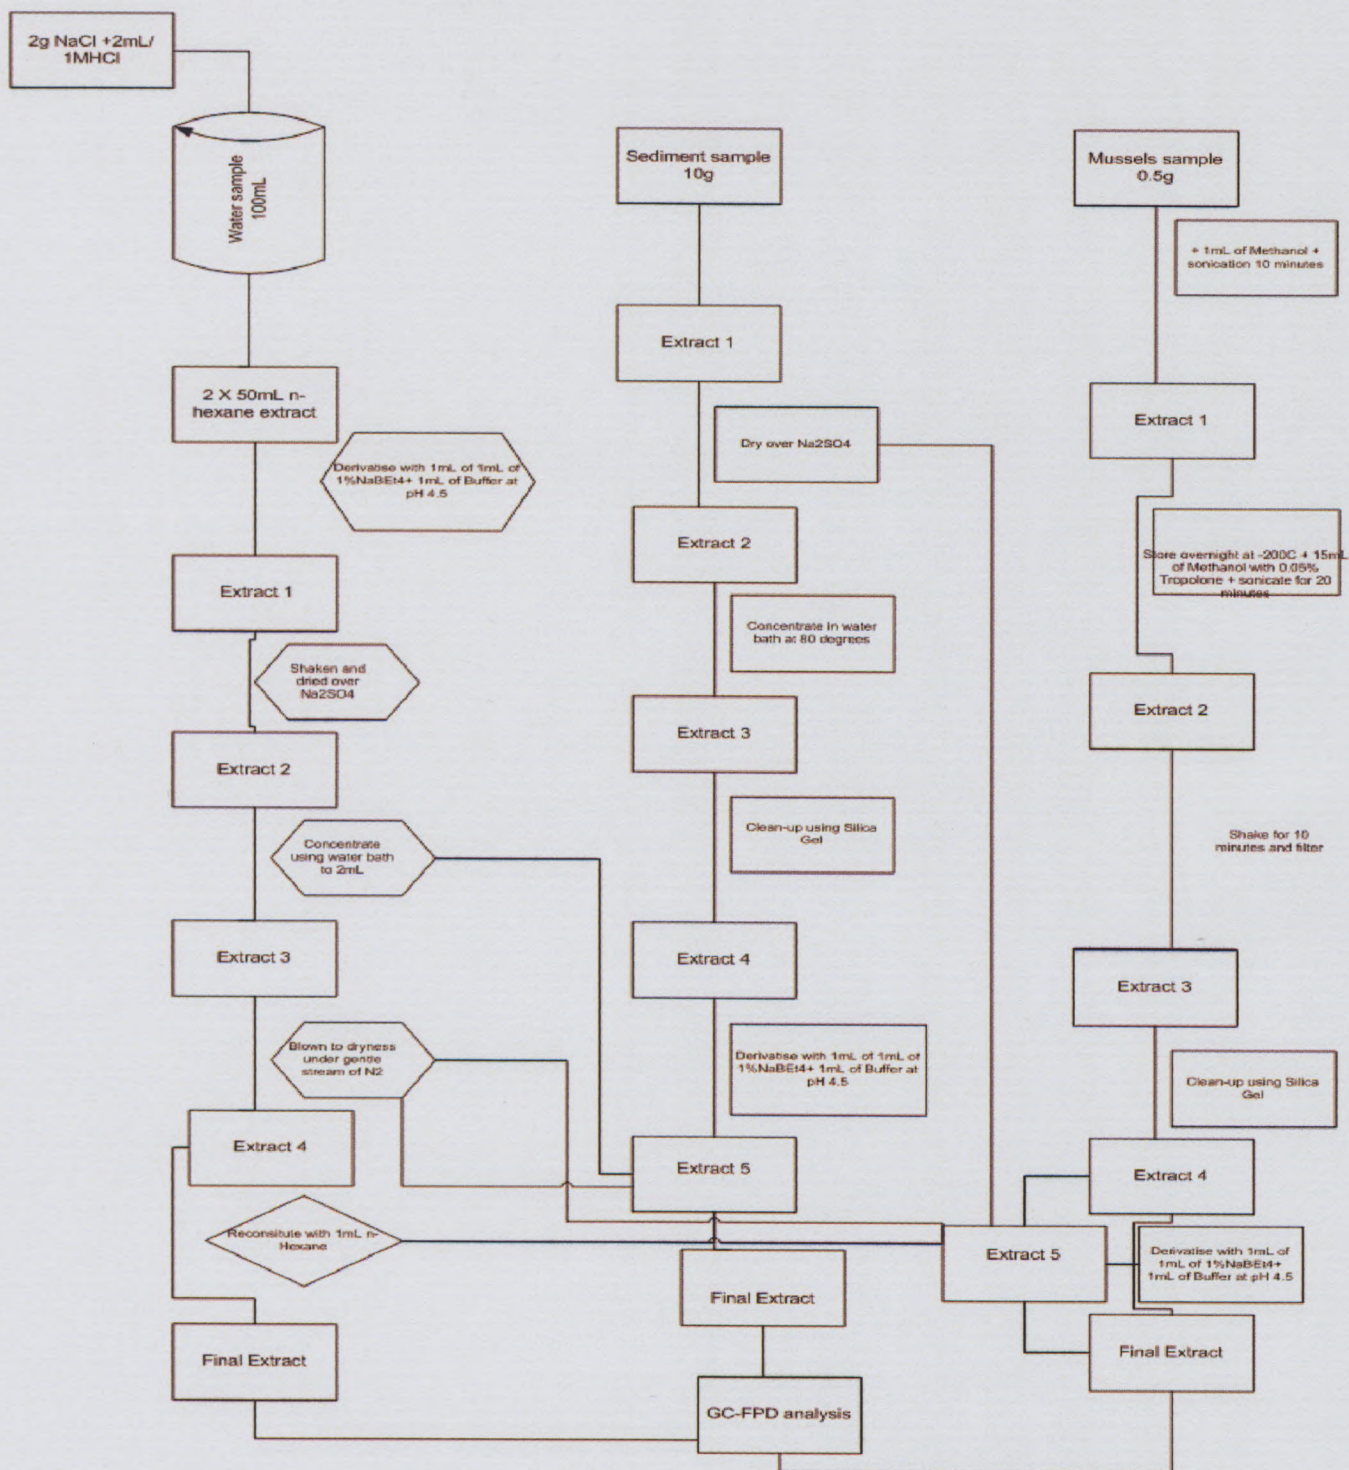 2g NaCl +2mL/
1MHCl
Water sample
100mL
2 X 50mL n-
hexane extract
Derivatise with 1mL of 1mL of
1%NaBEt4+ 1mL of Buffer at
pH 4.5
Extract 1
Shaken and
dried over
Na2SO4
Extract 2
Concentrate
using water bath
to 2mL
Extract 3
Blown to dryness
under gentle
stream of N2
Extract 4
Reconsitute with 1mL n-
Hexane
Final Extract
Sediment sample
10g
Extract 1
Dry over Na2SO4
Extract 2
Concentrate in water
bath at 80 degrees
Extract 3
Clean-up using Silica
Gel
Extract 4
Derivatise with 1mL of 1mL of
1%NaBEt4+ 1mL of Buffer at
pH 4.5
Extract 5
Final Extract
GC-FPD analysis
Mussels sample
0.5g
+ 1mL of Methanol +
sonication 10 minutes
Extract 1
Store overnight at -200C + 15mL
of Methanol with 0.05%
Tropolone + sonicate for 20
minutes
Extract 2
Shake for 10
minutes and filter
Extract 3
Clean-up using Silica
Gel
Extract 4
Extract 5
Derivatise with 1mL of
1mL of 1%NaBEt4+
1mL of Buffer at pH 4.5
Final Extract